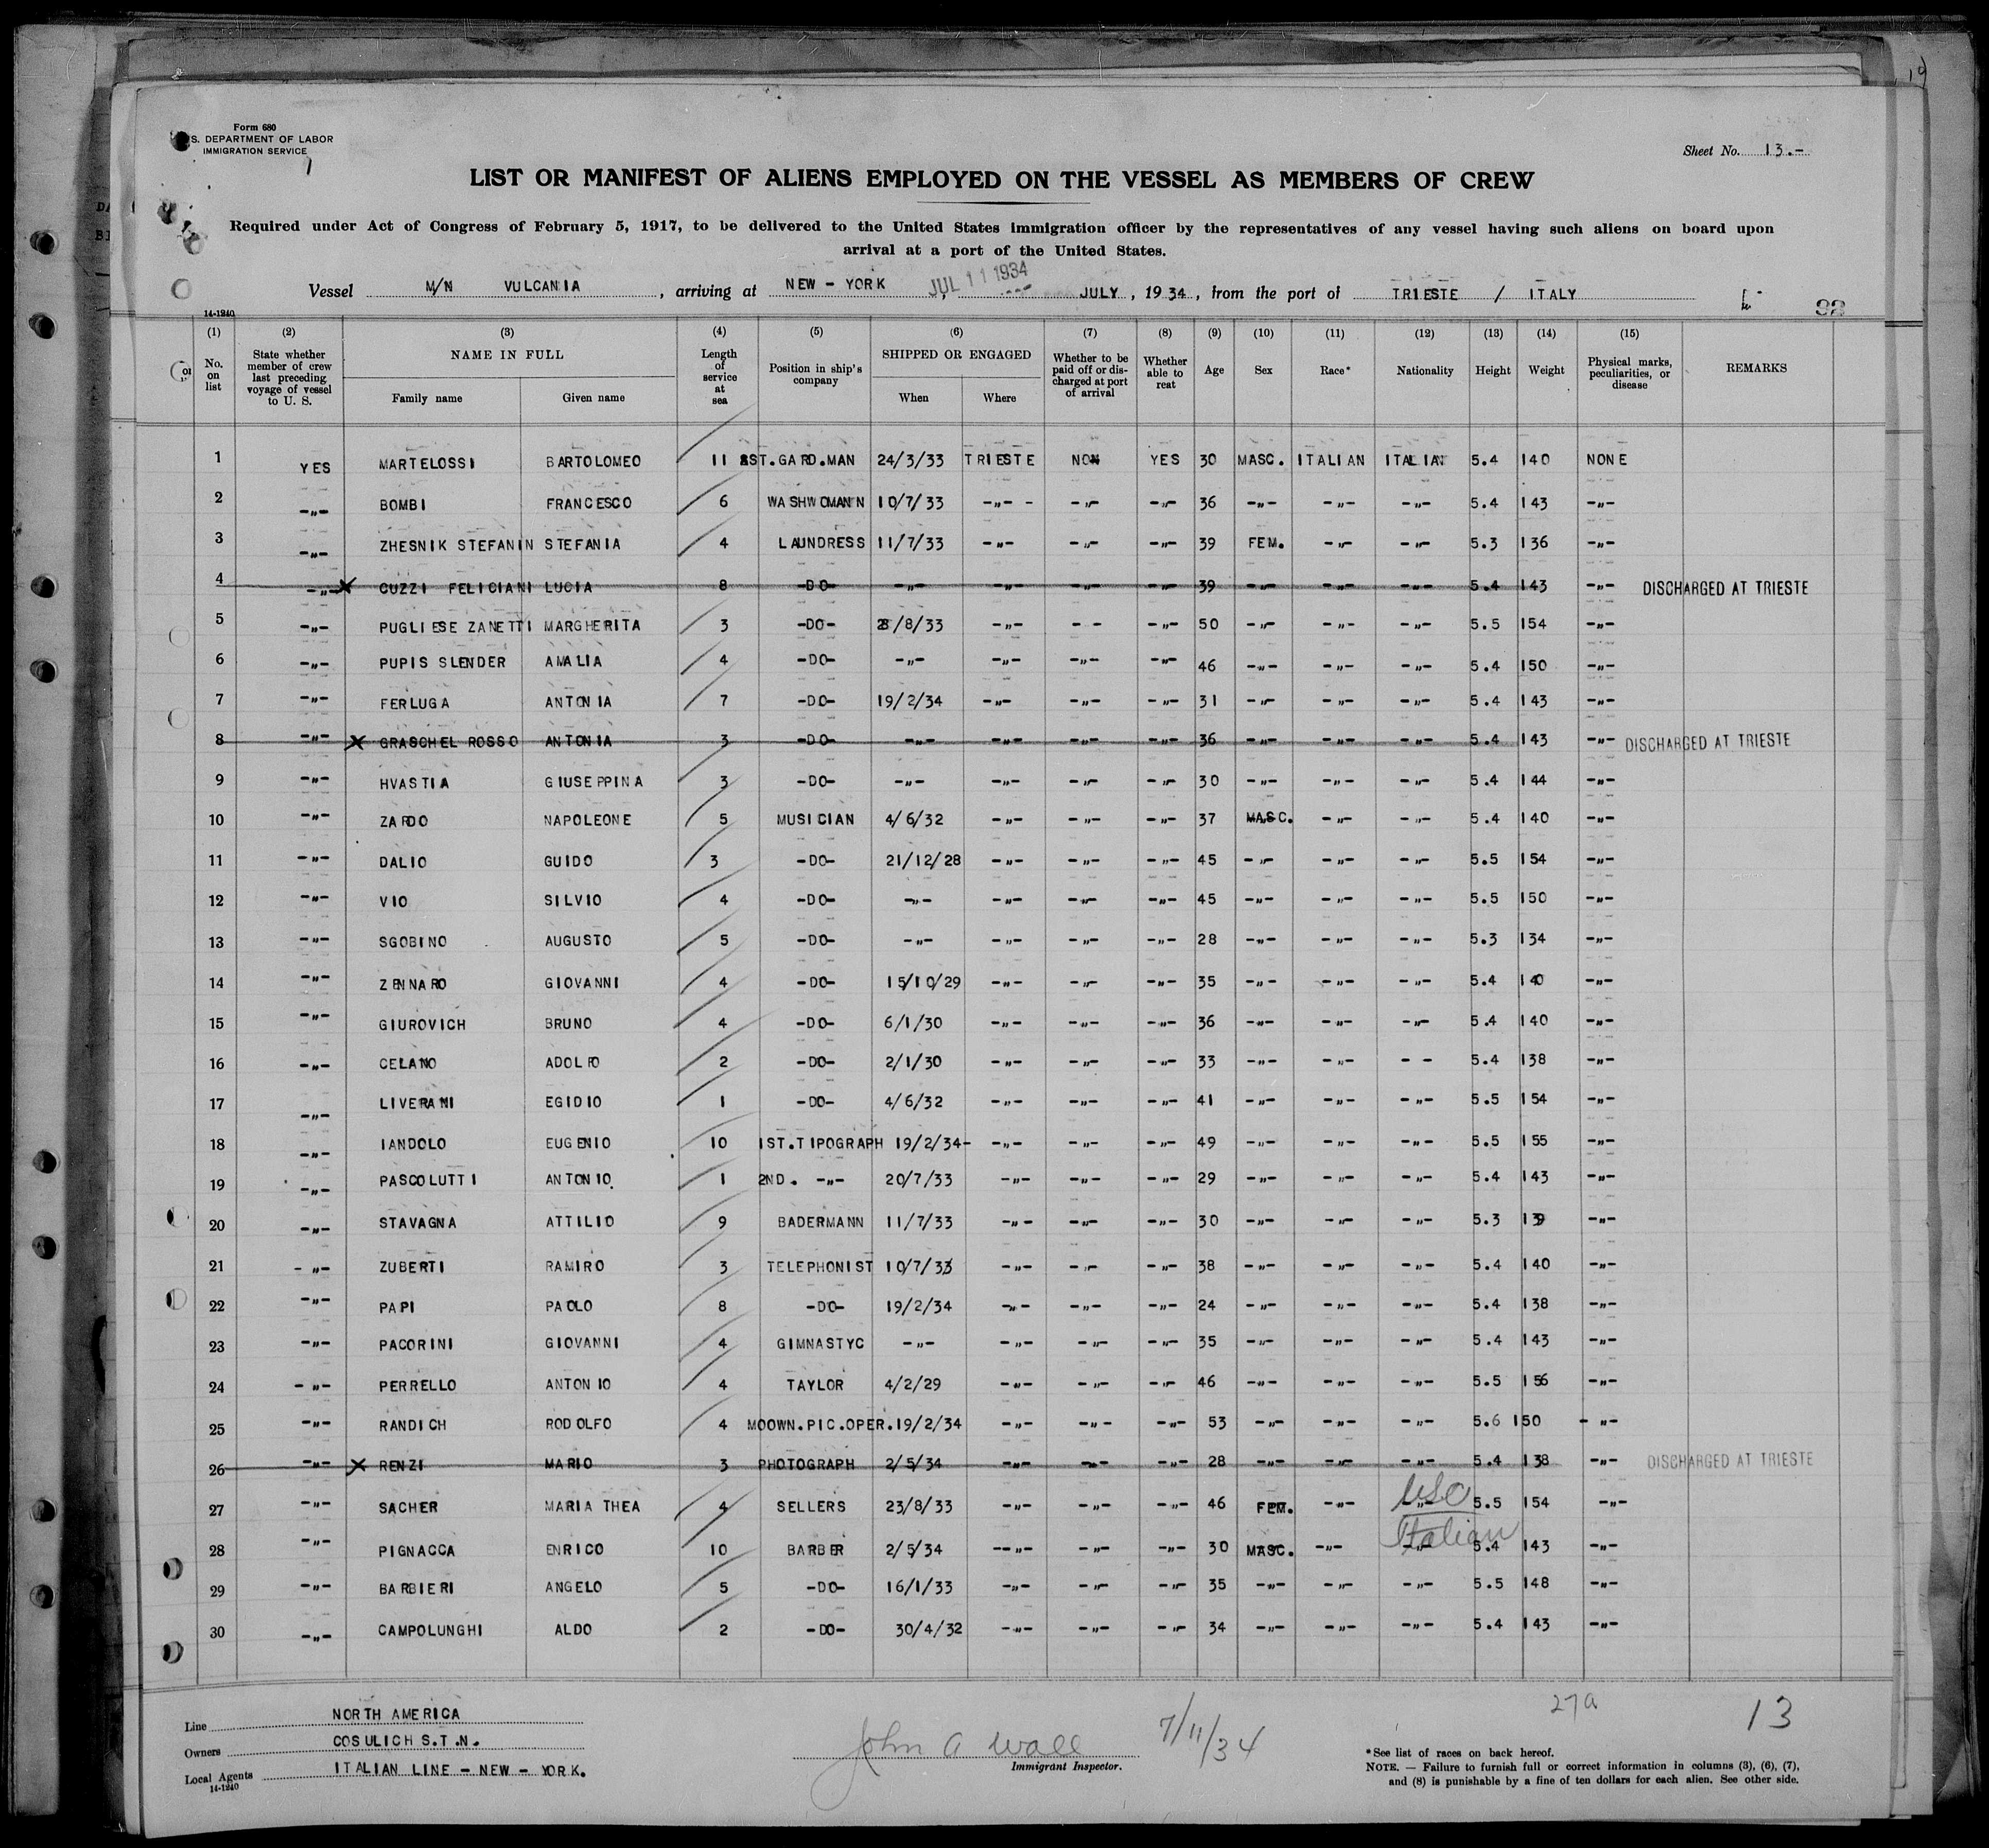 Form 680
S. DEPARTMENT OF LABOR
IMMIGRATION SERVICE
Sheet No. 13.-
LIST OR MANIFEST OF ALIENS EMPLOYED ON THE VESSEL AS MEMBERS OF CREW
Required under Act of Congress of February 5, 1917, to be delivered to the United States immigration officer by the representatives of any vessel having such aliens on board upon
arrival at a port of the United States.
Vessel M/N VULCANIA, arriving at NEW-YORK, JUL 11 1934 JULY, 1934, from the port of TRIESTE / ITALY
92
14-1240
(1) (2) (3) (4) (5) (6) (7) (8) (9) (10) (11) (12) (13) (14) (15)
No. on list State whether member of crew last preceding voyage of vessel to U. S. NAME IN FULL Family name Given name Length of service at sea Position in ship's company SHIPPED OR ENGAGED When Where Whether to be paid off or discharged at port of arrival Whether able to reat Age Sex Race* Nationality Height Weight Physical marks, peculiarities, or disease REMARKS
1 YES MARTELOSSI BARTOLOMEO 11 ST.GARD.MAN 24/3/33 TRIESTE NON YES 30 MASC. ITALIAN ITALIAN 5.4 140 NONE
2 -"- BOMBI FRANCESCO 6 WASHWOMANN 10/7/33 -"- - -"- -"- 36 -"- -"- -"- 5.4 143 -"-
3 -"- ZHESNIK STEFANIN STEFANIA 4 LAUNDRESS 11/7/33 -"- -"- -"- 39 FEM. -"- -"- 5.3 136 -"-
4 -"- X CUZZI FELICIANI LUCIA 8 -DO- -"- -"- -"- -"- 39 -"- -"- -"- 5.4 143 -"- DISCHARGED AT TRIESTE
5 -"- PUGLIESE ZANETTI MARGHERITA 3 -DO- 28/8/33 -"- - - -"- 50 -"- -"- -"- 5.5 154 -"-
6 -"- PUPIS SLENDER AMALIA 4 -DO- -"- -"- -"- -"- 46 -"- -"- -"- 5.4 150 -"-
7 -"- FERLUGA ANTONIA 7 -DO- 19/2/34 -"- -"- -"- 31 -"- -"- -"- 5.4 143 -"-
8 -"- X GRASCHEL ROSSO ANTONIA 3 -DO- -"- -"- -"- -"- 36 -"- -"- -"- 5.4 143 -"- DISCHARGED AT TRIESTE
9 -"- HVASTIA GIUSEPPINA 3 -DO- -"- -"- -"- -"- 30 -"- -"- -"- 5.4 144 -"-
10 -"- ZARDO NAPOLEONE 5 MUSICIAN 4/6/32 -"- -"- -"- 37 MASC. -"- -"- 5.4 140 -"-
11 -"- DALIO GUIDO 3 -DO- 21/12/28 -"- -"- -"- 45 -"- -"- -"- 5.5 154 -"-
12 -"- VIO SILVIO 4 -DO- -"- -"- -"- -"- 45 -"- -"- -"- 5.5 150 -"-
13 -"- SGOBINO AUGUSTO 5 -DO- -"- -"- -"- -"- 28 -"- -"- -"- 5.3 134 -"-
14 -"- ZENNARO GIOVANNI 4 -DO- 15/10/29 -"- -"- -"- 35 -"- -"- -"- 5.4 140 -"-
15 -"- GIUROVICH BRUNO 4 -DO- 6/1/30 -"- -"- -"- 36 -"- -"- -"- 5.4 140 -"-
16 -"- CELANO ADOLFO 2 -DO- 2/1/30 -"- -"- -"- 33 -"- -"- - - 5.4 138 -"-
17 -"- LIVERANI EGIDIO 1 -DO- 4/6/32 -"- -"- -"- 41 -"- -"- -"- 5.5 154 -"-
18 -"- IANDOLO EUGENIO 10 1ST.TIPOGRAPH 19/2/34- -"- -"- -"- 49 -"- -"- -"- 5.5 155 -"-
19 -"- PASCOLUTTI ANTONIO. 1 2ND. -"- 20/7/33 -"- -"- -"- 29 -"- -"- -"- 5.4 143 -"-
20 -"- STAVAGNA ATTILIO 9 BADERMANN 11/7/33 -"- -"- -"- 30 -"- -"- -"- 5.3 139 -"-
21 -"- ZUBERTI RAMIRO 3 TELEPHONIST 10/7/33 -"- -"- -"- 38 -"- -"- -"- 5.4 140 -"-
22 -"- PAPI PAOLO 8 -DO- 19/2/34 -"- -"- -"- 24 -"- -"- -"- 5.4 138 -"-
23 -"- PACORINI GIOVANNI 4 GIMNASTYC -"- -"- -"- -"- 35 -"- -"- -"- 5.4 143 -"-
24 -"- PERRELLO ANTONIO 4 TAYLOR 4/2/29 -"- -"- -"- 46 -"- -"- -"- 5.5 156 -"-
25 -"- RANDICH RODOLFO 4 MOOWN.PIC.OPER. 19/2/34 -"- -"- -"- 53 -"- -"- -"- 5.6 150 -"-
26 -"- X RENZI MARIO 3 PHOTOGRAPH 2/5/34 -"- -"- -"- 28 -"- -"- -"- 5.4 138 -"- DISCHARGED AT TRIESTE
27 -"- SACHER MARIA THEA 4 SELLERS 23/8/33 -"- -"- -"- 46 FEM. -"- USC 5.5 154 -"-
28 -"- PIGNACCA ENRICO 10 BARBER 2/5/34 -"- -"- -"- 30 MASC. -"- Italian 5.4 143 -"-
29 -"- BARBIERI ANGELO 5 -DO- 16/1/33 -"- -"- -"- 35 -"- -"- -"- 5.5 148 -"-
30 -"- CAMPOLUNGHI ALDO 2 -DO- 30/4/32 -"- -"- -"- 34 -"- -"- -"- 5.4 143 -"-
27a 13
Line NORTH AMERICA
Owners COSULICH S.T.N.
Local Agents ITALIAN LINE - NEW - YORK.
14-1240
John A Wall 7/11/34
Immigrant Inspector.
*See list of races on back hereof.
NOTE. — Failure to furnish full or correct information in columns (3), (6), (7),
and (8) is punishable by a fine of ten dollars for each alien. See other side.